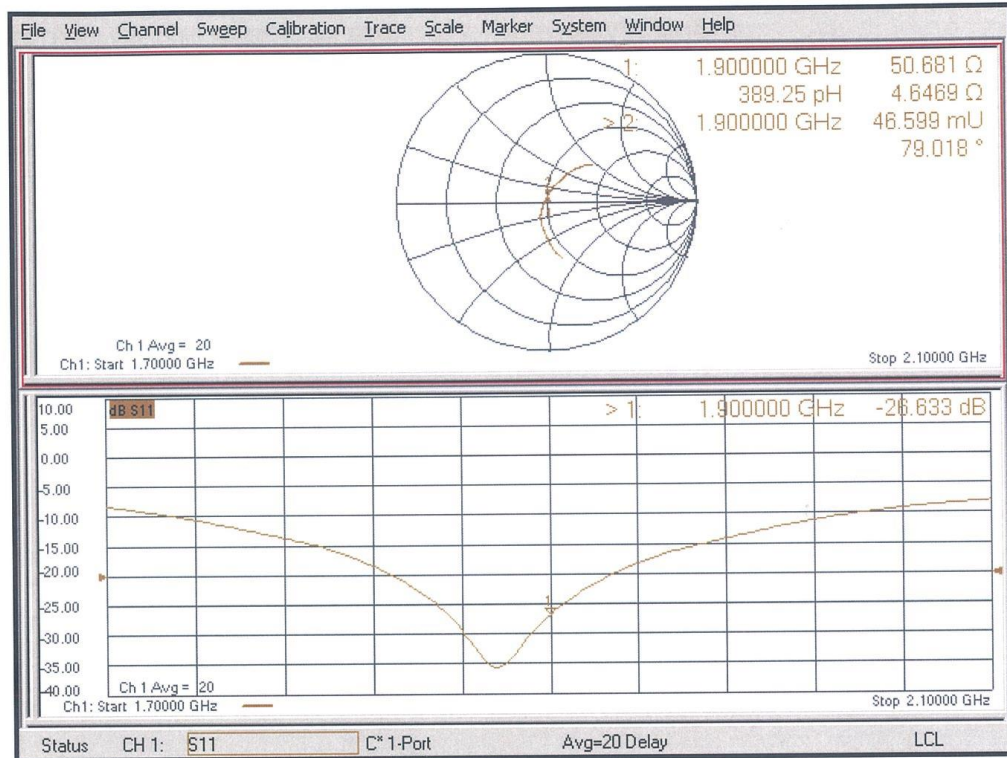 File View Channel Sweep Calibration Trace Scale Marker System Window Help
1: 1.900000 GHz 50.681 Ω
389.25 pH 4.6469 Ω
> 2: 1.900000 GHz 46.599 mU
79.018 °
Ch 1 Avg = 20
Ch1: Start 1.70000 GHz Stop 2.10000 GHz
10.00 dB S11 > 1: 1.900000 GHz -26.633 dB
5.00
0.00
-5.00
-10.00
-15.00
-20.00
1
-25.00
-30.00
-35.00
-40.00 Ch 1 Avg = 20
Ch1: Start 1.70000 GHz Stop 2.10000 GHz
Status CH 1: S11 C* 1-Port Avg=20 Delay LCL